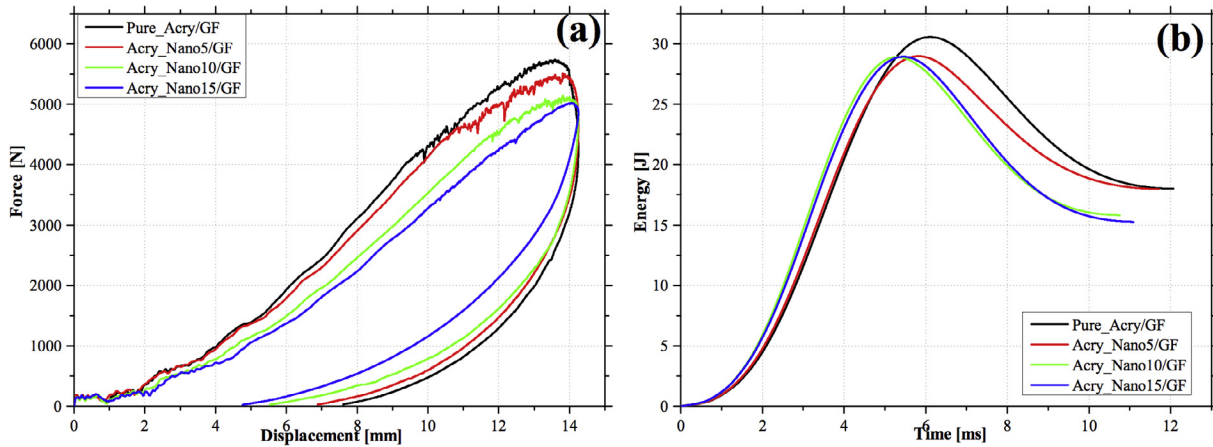 (a)
Pure_Acry/GF
Acry_Nano5/GF
Acry_Nano10/GF
Acry_Nano15/GF
6000
5000
4000
3000
2000
1000
0
Force [N]
0 2 4 6 8 10 12 14
Displacement [mm]
(b)
30
25
20
15
10
5
0
Energy [J]
Pure_Acry/GF
Acry_Nano5/GF
Acry_Nano10/GF
Acry_Nano15/GF
0 2 4 6 8 10 12
Time [ms]